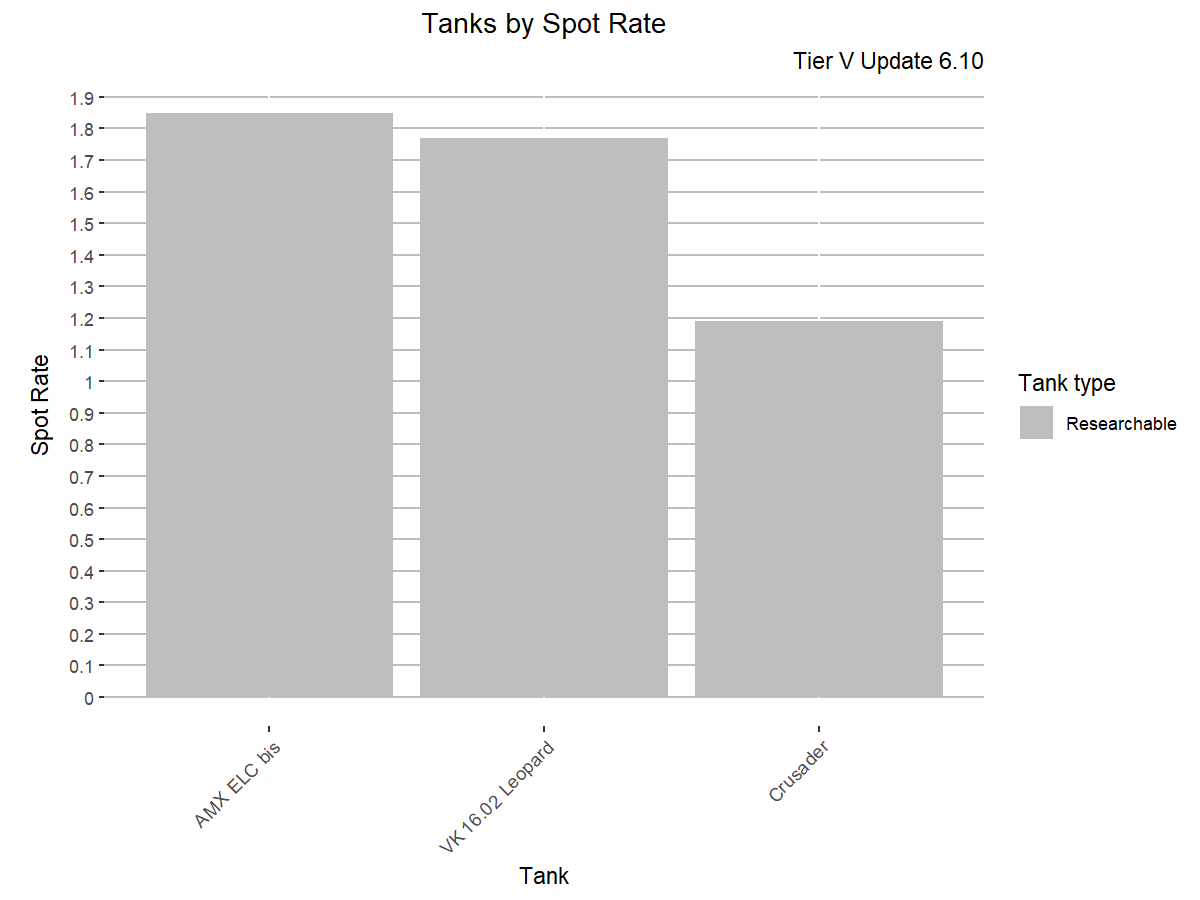 Tanks by Spot Rate
Tier V Update 6.10
Spot Rate
1.9
1.8
1.7
1.6
1.5
1.4
1.3
1.2
1.1
1
0.9
0.8
0.7
0.6
0.5
0.4
0.3
0.2
0.1
0
AMX ELC bis
VK 16.02 Leopard
Crusader
Tank
Tank type
Researchable